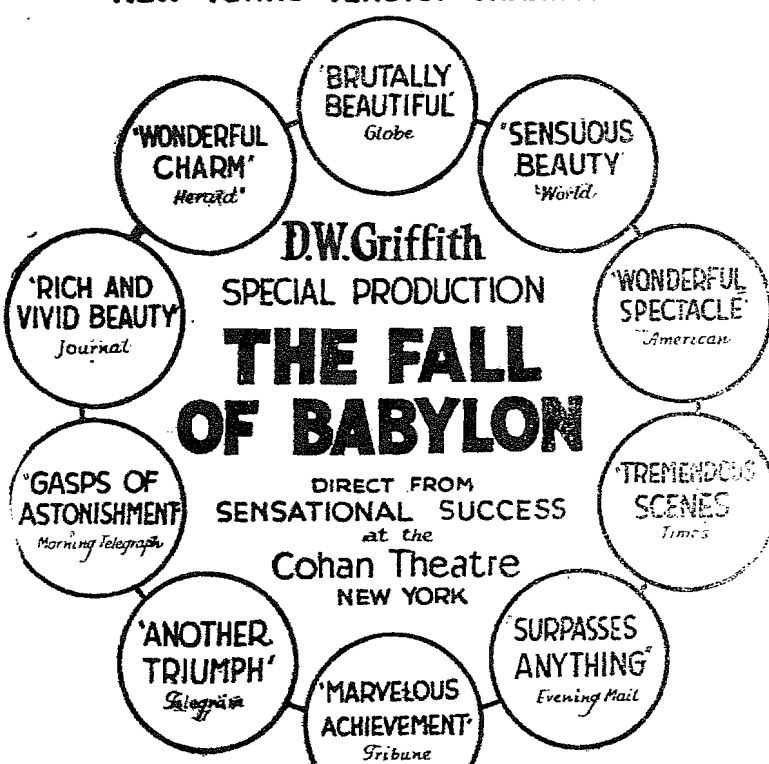 'BRUTALLY
BEAUTIFUL'
Globe
"SENSUOUS
BEAUTY
"World.
'WONDERFUL
SPECTACLE'
"American
'TREMENDOUS
SCENES
Times
'SURPASSES
ANYTHING"
Evening Mail
'MARVELOUS
ACHIEVEMENT'
Tribune
'ANOTHER
TRIUMPH'
Telegram
"GASPS OF
ASTONISHMENT"
Morning Telegraph
'RICH AND
VIVID BEAUTY'
Journal
"WONDERFUL
CHARM"
Herald"
D.W.Griffith
SPECIAL PRODUCTION
THE FALL
OF BABYLON
DIRECT FROM
SENSATIONAL SUCCESS
at the
Cohan Theatre
NEW YORK